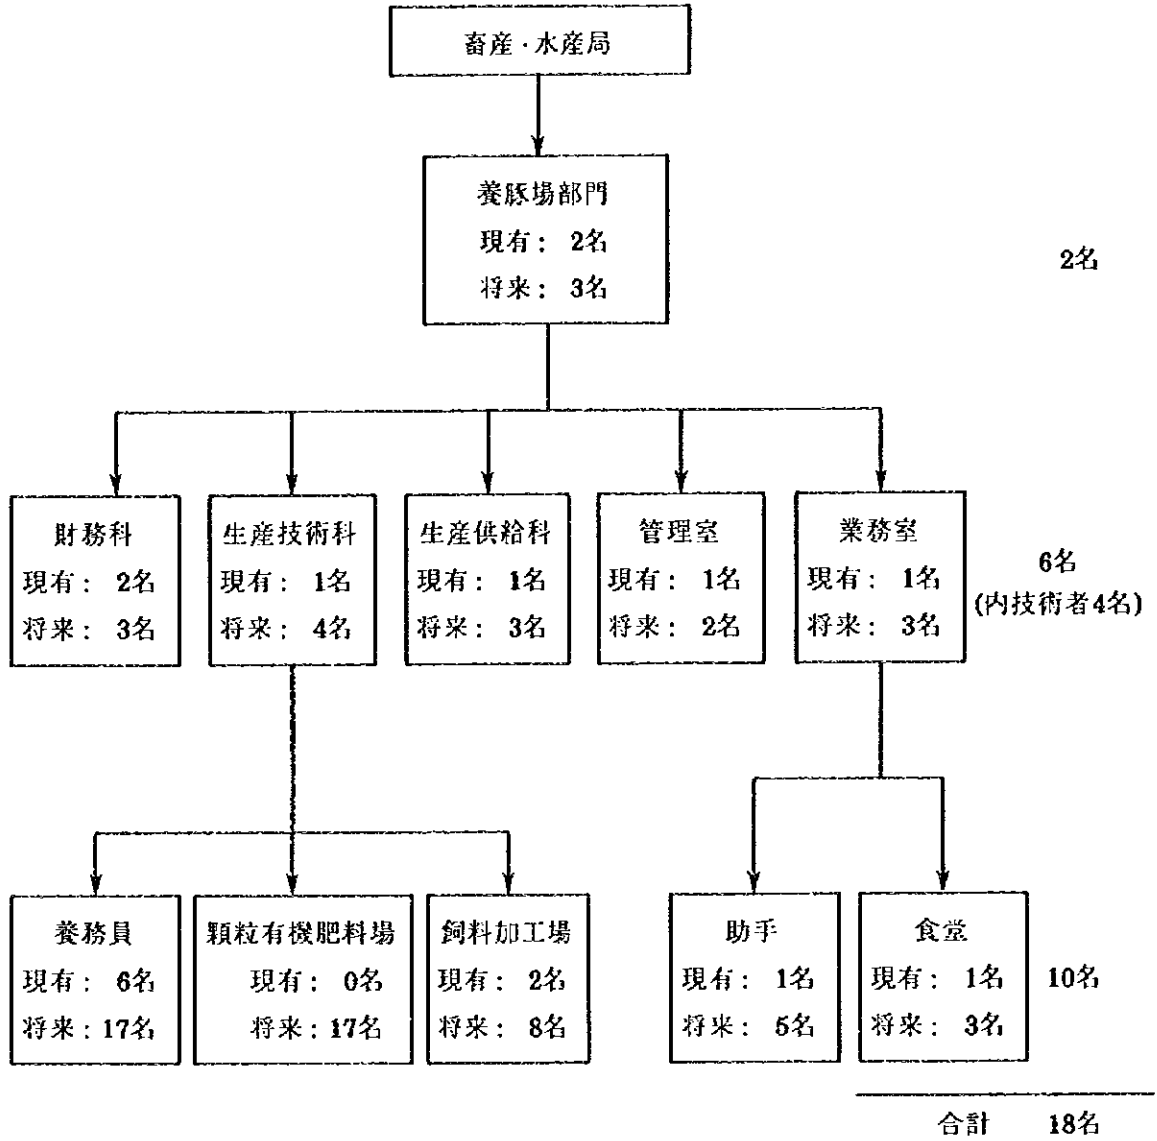 畜産・水産局
養豚場部門
現有: 2名
将来: 3名
2名
財務科
現有: 2名
将来: 3名
生産技術科
現有: 1名
将来: 4名
生産供給科
現有: 1名
将来: 3名
管理室
現有: 1名
将来: 2名
業務室
現有: 1名
将来: 3名
6名
(内技術者4名)
養務員
現有: 6名
将来:17名
顆粒有機肥料場
現有: 0名
将来:17名
飼料加工場
現有: 2名
将来: 8名
助手
現有: 1名
将来: 5名
食堂
現有: 1名
将来: 3名
10名
合計 18名